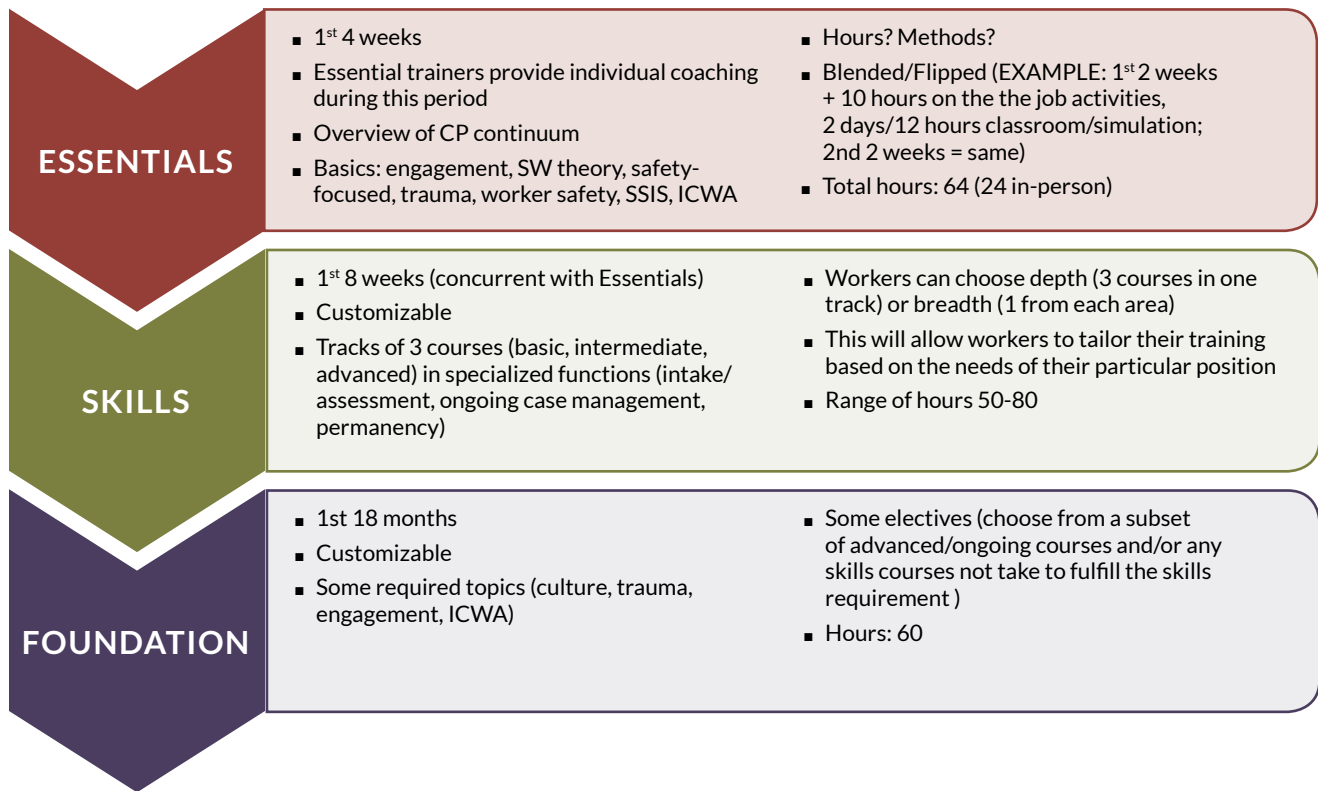 ESSENTIALS
▪ 1st 4 weeks
▪ Essential trainers provide individual coaching
during this period
▪ Overview of CP continuum
▪ Basics: engagement, SW theory, safety-
focused, trauma, worker safety, SSIS, ICWA
▪ Hours? Methods?
▪ Blended/Flipped (EXAMPLE: 1st 2 weeks
+ 10 hours on the the job activities,
2 days/12 hours classroom/simulation;
2nd 2 weeks = same)
▪ Total hours: 64 (24 in-person)
SKILLS
▪ 1st 8 weeks (concurrent with Essentials)
▪ Customizable
▪ Tracks of 3 courses (basic, intermediate,
advanced) in specialized functions (intake/
assessment, ongoing case management,
permanency)
▪ Workers can choose depth (3 courses in one
track) or breadth (1 from each area)
▪ This will allow workers to tailor their training
based on the needs of their particular position
▪ Range of hours 50-80
FOUNDATION
▪ 1st 18 months
▪ Customizable
▪ Some required topics (culture, trauma,
engagement, ICWA)
▪ Some electives (choose from a subset
of advanced/ongoing courses and/or any
skills courses not take to fulfill the skills
requirement )
▪ Hours: 60